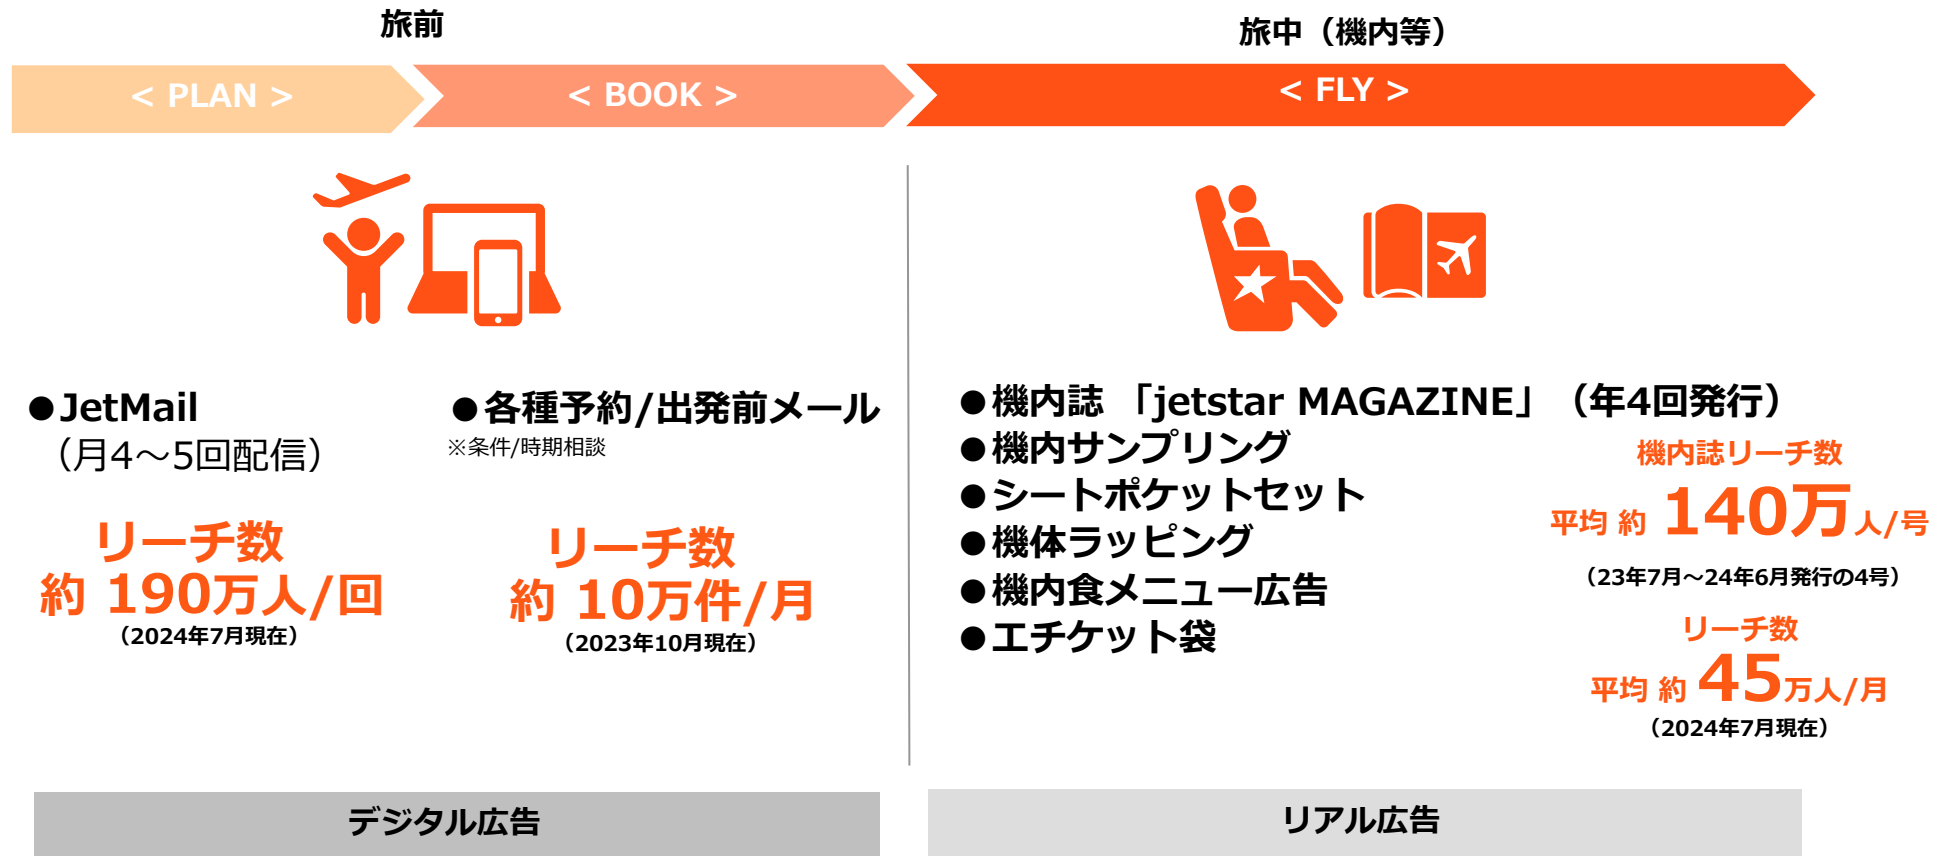 旅前
旅中（機内等）
< PLAN >
< BOOK >
< FLY >
●JetMail
（月4～5回配信）
リーチ数
約 190万人/回
（2024年7月現在）
●各種予約/出発前メール
※条件/時期相談
リーチ数
約 10万件/月
（2023年10月現在）
●機内誌 「jetstar MAGAZINE」（年4回発行）
●機内サンプリング
●シートポケットセット
●機体ラッピング
●機内食メニュー広告
●エチケット袋
機内誌リーチ数
平均 約 140万人/号
（23年7月～24年6月発行の4号）
リーチ数
平均 約 45万人/月
（2024年7月現在）
デジタル広告
リアル広告